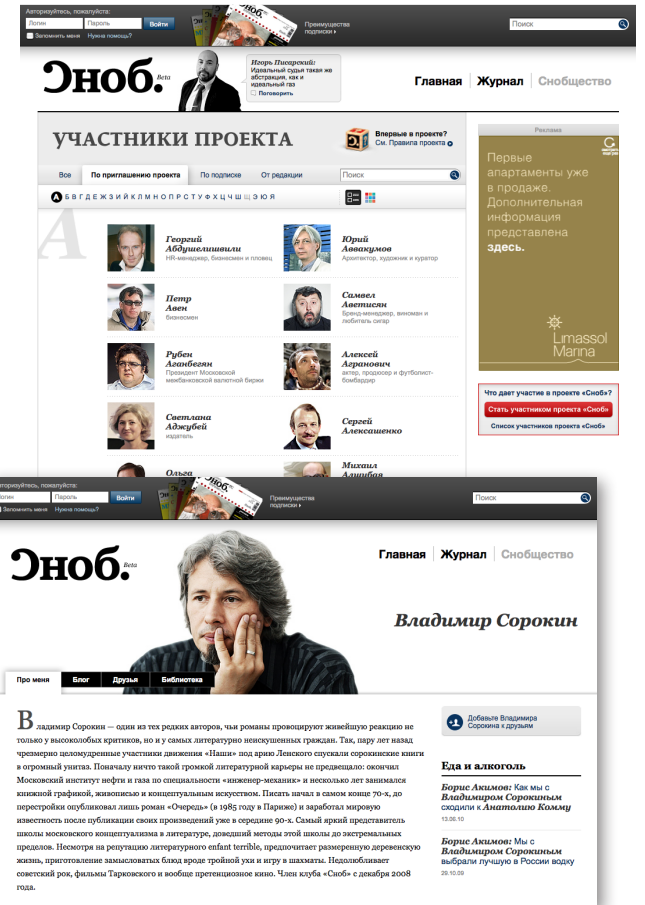 Авторизуйтесь, пожалуйста:
Логин Пароль Войти
Запомнить меня Нужна помощь?
Преимущества
подписки
Поиск
Сноб. Beta
Игорь Писарский:
Идеальный судья такая же
абстракция, как и
идеальный газ
Поговорить
Главная Журнал Снобщество
УЧАСТНИКИ ПРОЕКТА
Впервые в проекте?
См. Правила проекта
Все По приглашению проекта По подписке От редакции Поиск
А Б В Г Д Е Ж З И Й К Л М Н О П Р С Т У Ф Х Ц Ч Ш Щ Э Ю Я
А
Георгий
Абдушелишвили
HR-менеджер, бизнесмен и пловец
Юрий
Аввакумов
Архитектор, художник и куратор
Петр
Авен
бизнесмен
Самвел
Аветисян
Бренд-менеджер, виноман и
любитель сигар
Рубен
Аганбегян
Президент Московской
межбанковской валютной биржи
Алексей
Агранович
актер, продюсер и футболист-
бомбардир
Светлана
Аджубей
издатель
Сергей
Алексашенко
Ольга
Михаил
Реклама
Первые
апартаменты уже
в продаже.
Дополнительная
информация
представлена
здесь.
Limassol
Marina
Что дает участие в проекте «Сноб»?
Стать участником проекта «Сноб»
Список участников проекта «Сноб»
вторизуйтесь, пожалуйста:
Логин Пароль Войти
Запомнить меня Нужна помощь?
Преимущества
подписки
Поиск
Сноб. Beta
Главная Журнал Снобщество
Владимир Сорокин
Про меня Блог Друзья Библиотека
Владимир Сорокин — один из тех редких авторов, чьи романы провоцируют живейшую реакцию не
только у высоколобых критиков, но и у самых литературно неискушенных граждан. Так, пару лет назад
чрезмерно целомудренные участники движения «Наши» под арию Ленского спускали сорокинские книги
в огромный унитаз. Поначалу ничто такой громкой литературной карьеры не предвещало: окончил
Московский институт нефти и газа по специальности «инженер-механик» и несколько лет занимался
книжной графикой, живописью и концептуальным искусством. Писать начал в самом конце 70-х, до
перестройки опубликовал лишь роман «Очередь» (в 1985 году в Париже) и заработал мировую
известность после публикации своих произведений уже в середине 90-х. Самый яркий представитель
школы московского концептуализма в литературе, доведший методы этой школы до экстремальных
пределов. Несмотря на репутацию литературного enfant terrible, предпочитает размеренную деревенскую
жизнь, приготовление замысловатых блюд вроде тройной ухи и игру в шахматы. Недолюбливает
советский рок, фильмы Тарковского и вообще претенциозное кино. Член клуба «Сноб» с декабря 2008
года.
Добавьте Владимира
Сорокина к друзьям
Еда и алкоголь
Борис Акимов: Как мы с
Владимиром Сорокиным
сходили к Анатолию Комму
13.06.10
Борис Акимов: Мы с
Владимиром Сорокиным
выбрали лучшую в России водку
29.10.09